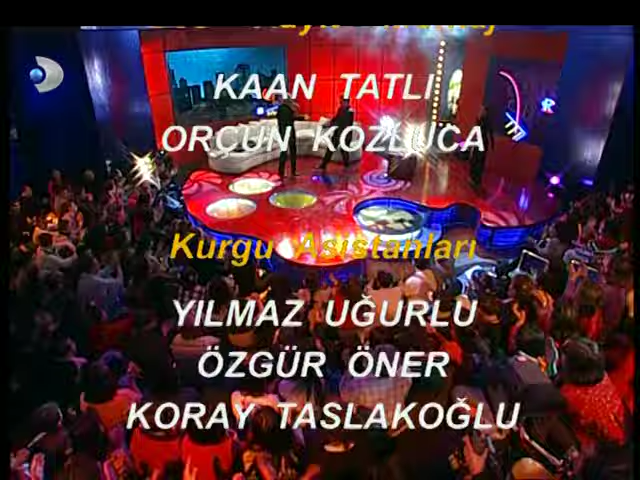 KAAN TATLI
ORÇUN KOZLUCA
Kurgu Asistanları
YILMAZ UĞURLU
ÖZGÜR ÖNER
KORAY TASLAKOĞLU